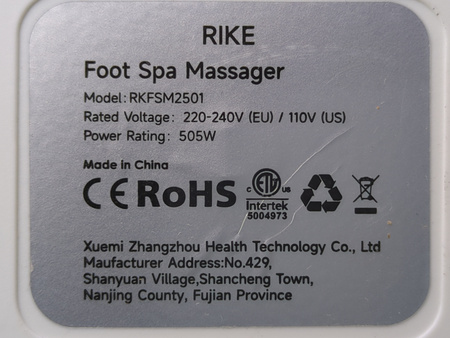 RIKE
Foot Spa Massager
Model: RKFSM2501
Rated Voltage: 220-240V (EU) / 110V (US)
Power Rating: 505W
Made in China
CE RoHS
C ETL US
Intertek
5004973
Xuemi Zhangzhou Health Technology Co., Ltd
Maufacturer Address:No.429,
Shanyuan Village,Shancheng Town,
Nanjing County, Fujian Province